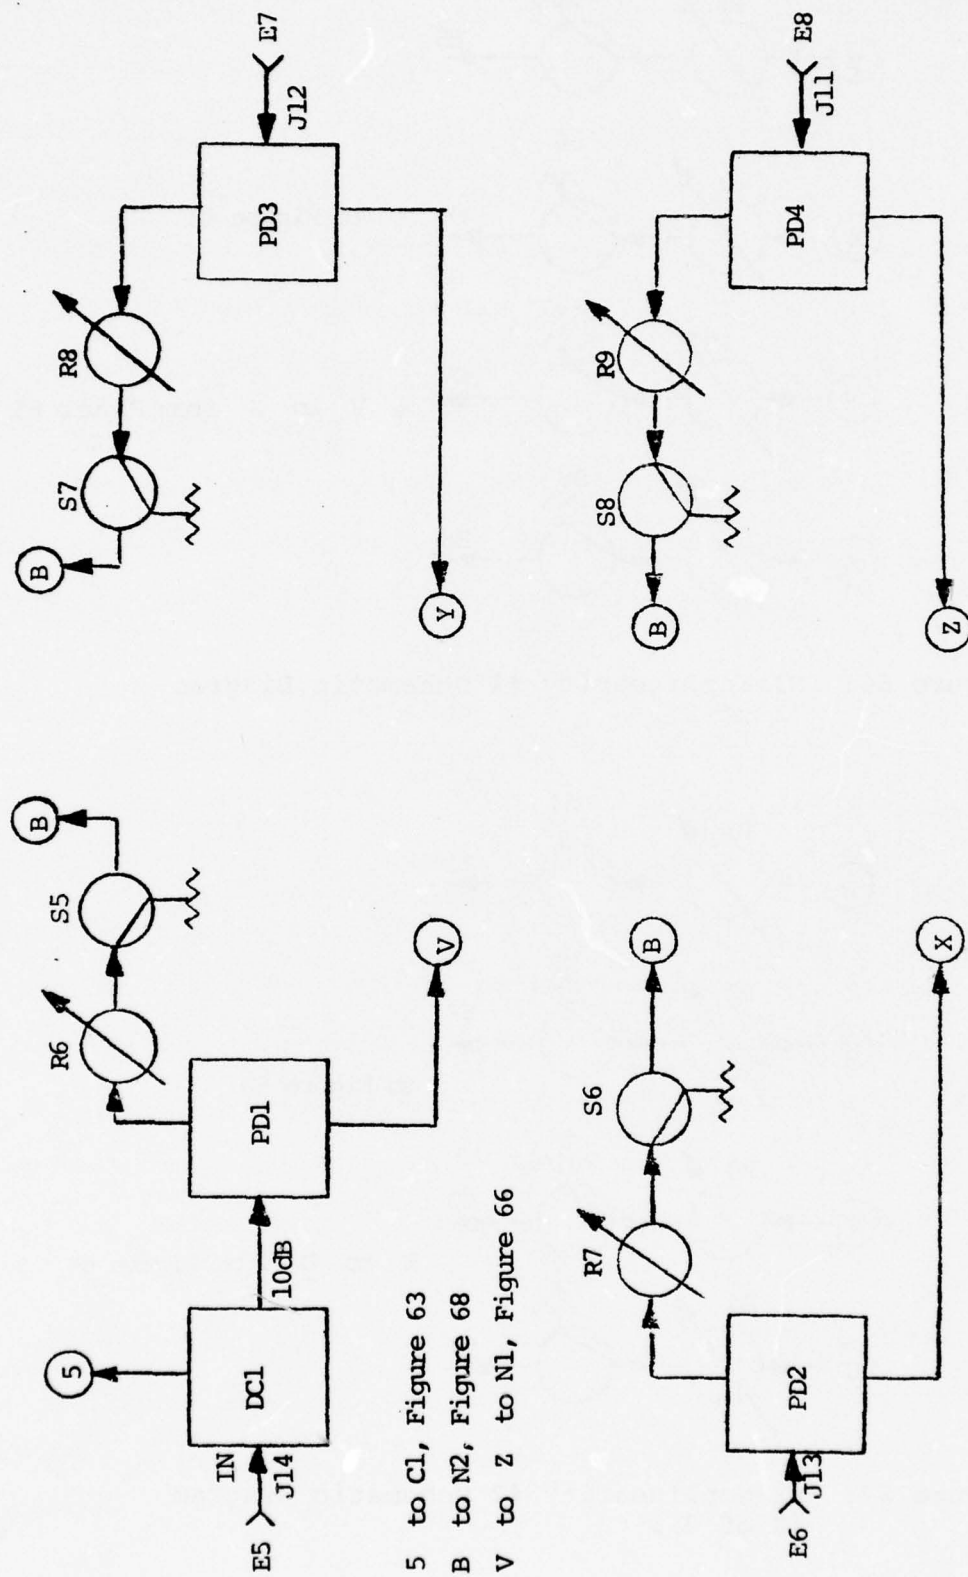 5
IN
E5
J14
DC1
10dB
PD1
R6
S5
B
V
5 to C1, Figure 63
B to N2, Figure 68
V to Z to N1, Figure 66
E6
J13
PD2
R7
S6
B
X
B
S7
R8
PD3
J12
E7
Y
B
S8
R9
PD4
J11
E8
Z